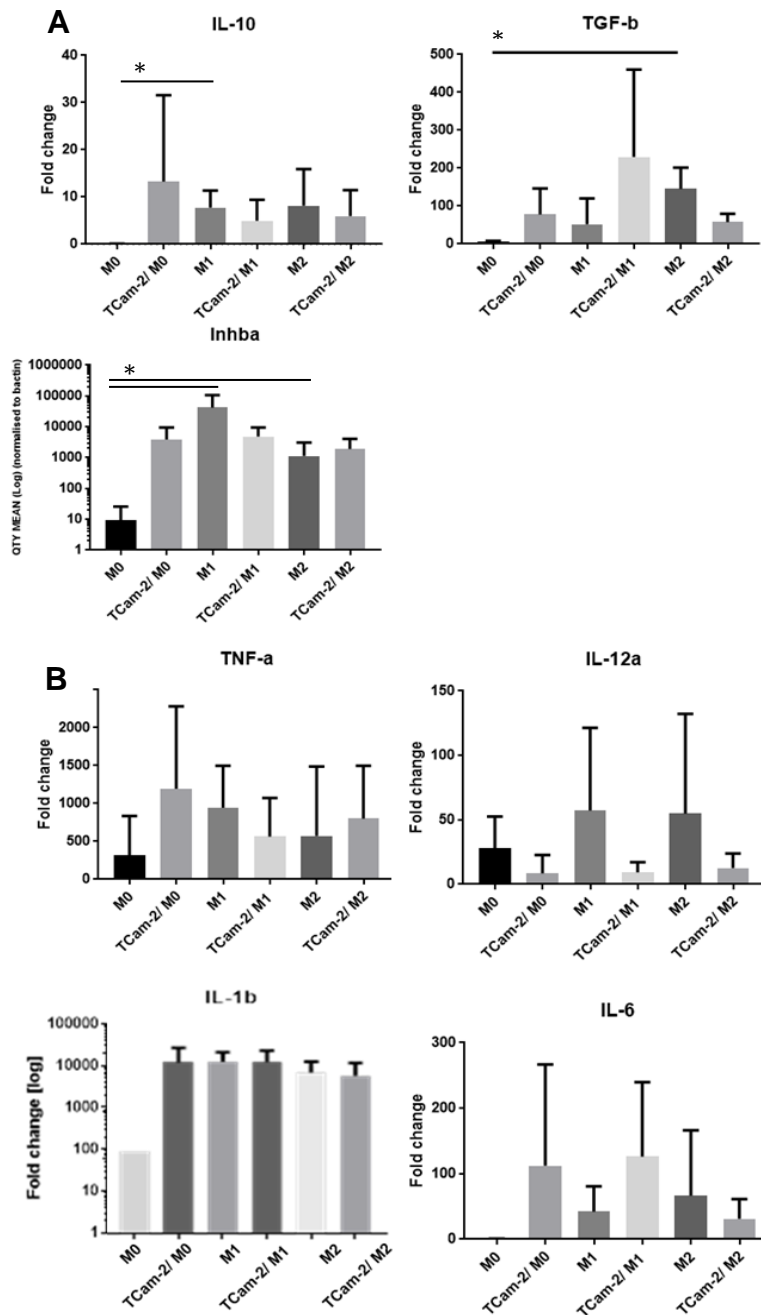 A
IL-10
*
Fold change
40
30
20
10
0
M0
TCam-2/ M0
M1
TCam-2/ M1
M2
TCam-2/ M2
TGF-b
*
Fold change
500
400
300
200
100
0
M0
TCam-2/ M0
M1
TCam-2/ M1
M2
TCam-2/ M2
Inhba
*
QTY MEAN (Log) (normalised to bactin)
1000000
100000
10000
1000
100
10
1
M0
TCam-2/ M0
M1
TCam-2/ M1
M2
TCam-2/ M2
B
TNF-a
Fold change
2000
1500
1000
500
0
M0
TCam-2/ M0
M1
TCam-2/ M1
M2
TCam-2/ M2
IL-12a
Fold change
150
100
50
0
M0
TCam-2/ M0
M1
TCam-2/ M1
M2
TCam-2/ M2
IL-1b
Fold change [log]
100000
10000
1000
100
10
1
M0
TCam-2/ M0
M1
TCam-2/ M1
M2
TCam-2/ M2
IL-6
Fold change
300
200
100
0
M0
TCam-2/ M0
M1
TCam-2/ M1
M2
TCam-2/ M2